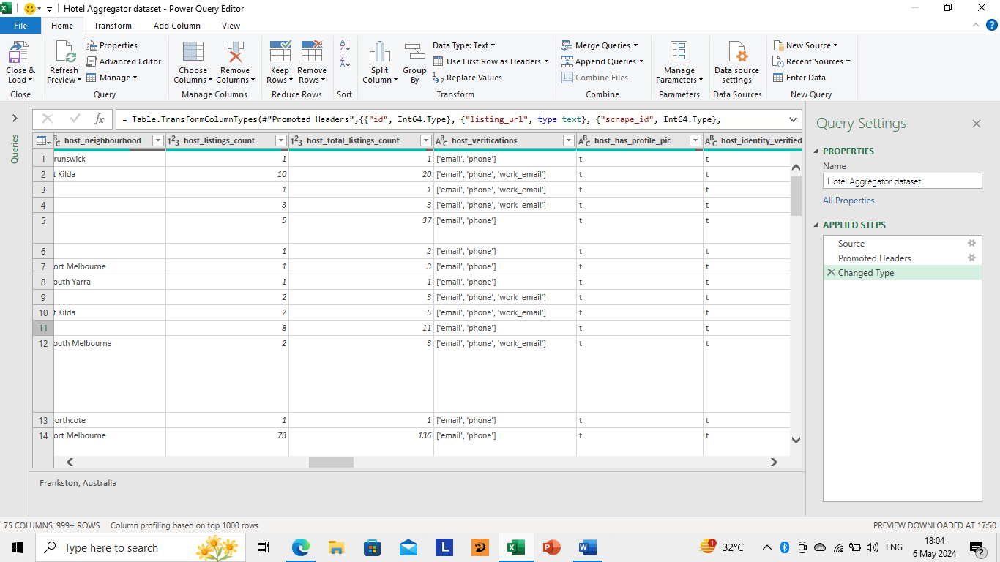 Hotel Aggregator dataset - Power Query Editor
File Home Transform Add Column View
Close & Load
Refresh Preview
Properties
Advanced Editor
Manage
Choose Columns
Remove Columns
Keep Rows
Remove Rows
Split Column
Group By
Data Type: Text
Use First Row as Headers
Replace Values
Merge Queries
Append Queries
Combine Files
Manage Parameters
Data source settings
New Source
Recent Sources
Enter Data
Close Query Manage Columns Reduce Rows Sort Transform Combine Parameters Data Sources New Query
Queries
fx = Table.TransformColumnTypes(#"Promoted Headers",{{"id", Int64.Type}, {"listing_url", type text}, {"scrape_id", Int64.Type},
host_neighbourhood 123 host_listings_count 123 host_total_listings_count ABC host_verifications ABC host_has_profile_pic ABC host_identity_verified
1 runswick 1 1 ['email', 'phone'] t t
2 t Kilda 10 20 ['email', 'phone', 'work_email'] t t
3 1 1 ['email', 'phone', 'work_email'] t t
4 3 3 ['email', 'phone', 'work_email'] t t
5 5 37 ['email', 'phone'] t t
6 1 2 ['email', 'phone'] t t
7 ort Melbourne 1 3 ['email', 'phone'] t t
8 outh Yarra 1 1 ['email', 'phone'] t t
9 2 3 ['email', 'phone', 'work_email'] t t
10 t Kilda 2 5 ['email', 'phone', 'work_email'] t t
11 8 11 ['email', 'phone'] t t
12 outh Melbourne 2 3 ['email', 'phone', 'work_email'] t t
13 orthcote 1 1 ['email', 'phone'] t t
14 ort Melbourne 73 136 ['email', 'phone'] t t
Frankston, Australia
Query Settings
PROPERTIES
Name
Hotel Aggregator dataset
All Properties
APPLIED STEPS
Source
Promoted Headers
Changed Type
75 COLUMNS, 999+ ROWS Column profiling based on top 1000 rows PREVIEW DOWNLOADED AT 17:50
Type here to search
32°C
ENG
18:04
6 May 2024
2